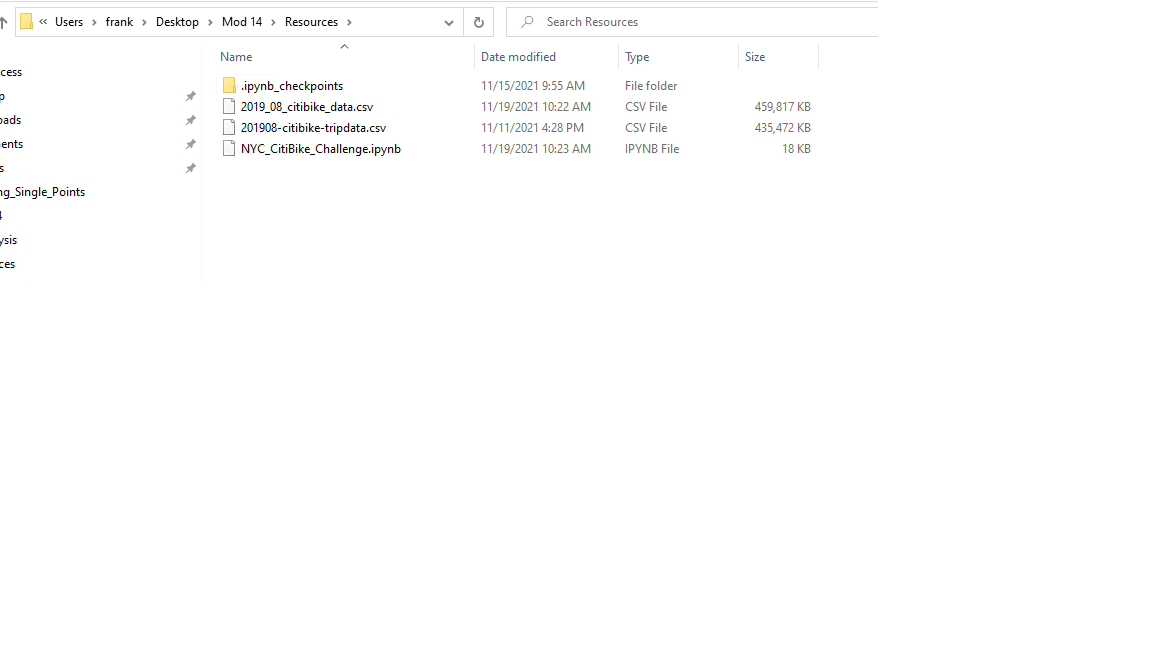 « Users > frank > Desktop > Mod 14 > Resources >
Search Resources
Name Date modified Type Size
.ipynb_checkpoints 11/15/2021 9:55 AM File folder
2019_08_citibike_data.csv 11/19/2021 10:22 AM CSV File 459,817 KB
201908-citibike-tripdata.csv 11/11/2021 4:28 PM CSV File 435,472 KB
NYC_CitiBike_Challenge.ipynb 11/19/2021 10:23 AM IPYNB File 18 KB
cess
p
oads
ents
s
ng_Single_Points
4
ysis
ces